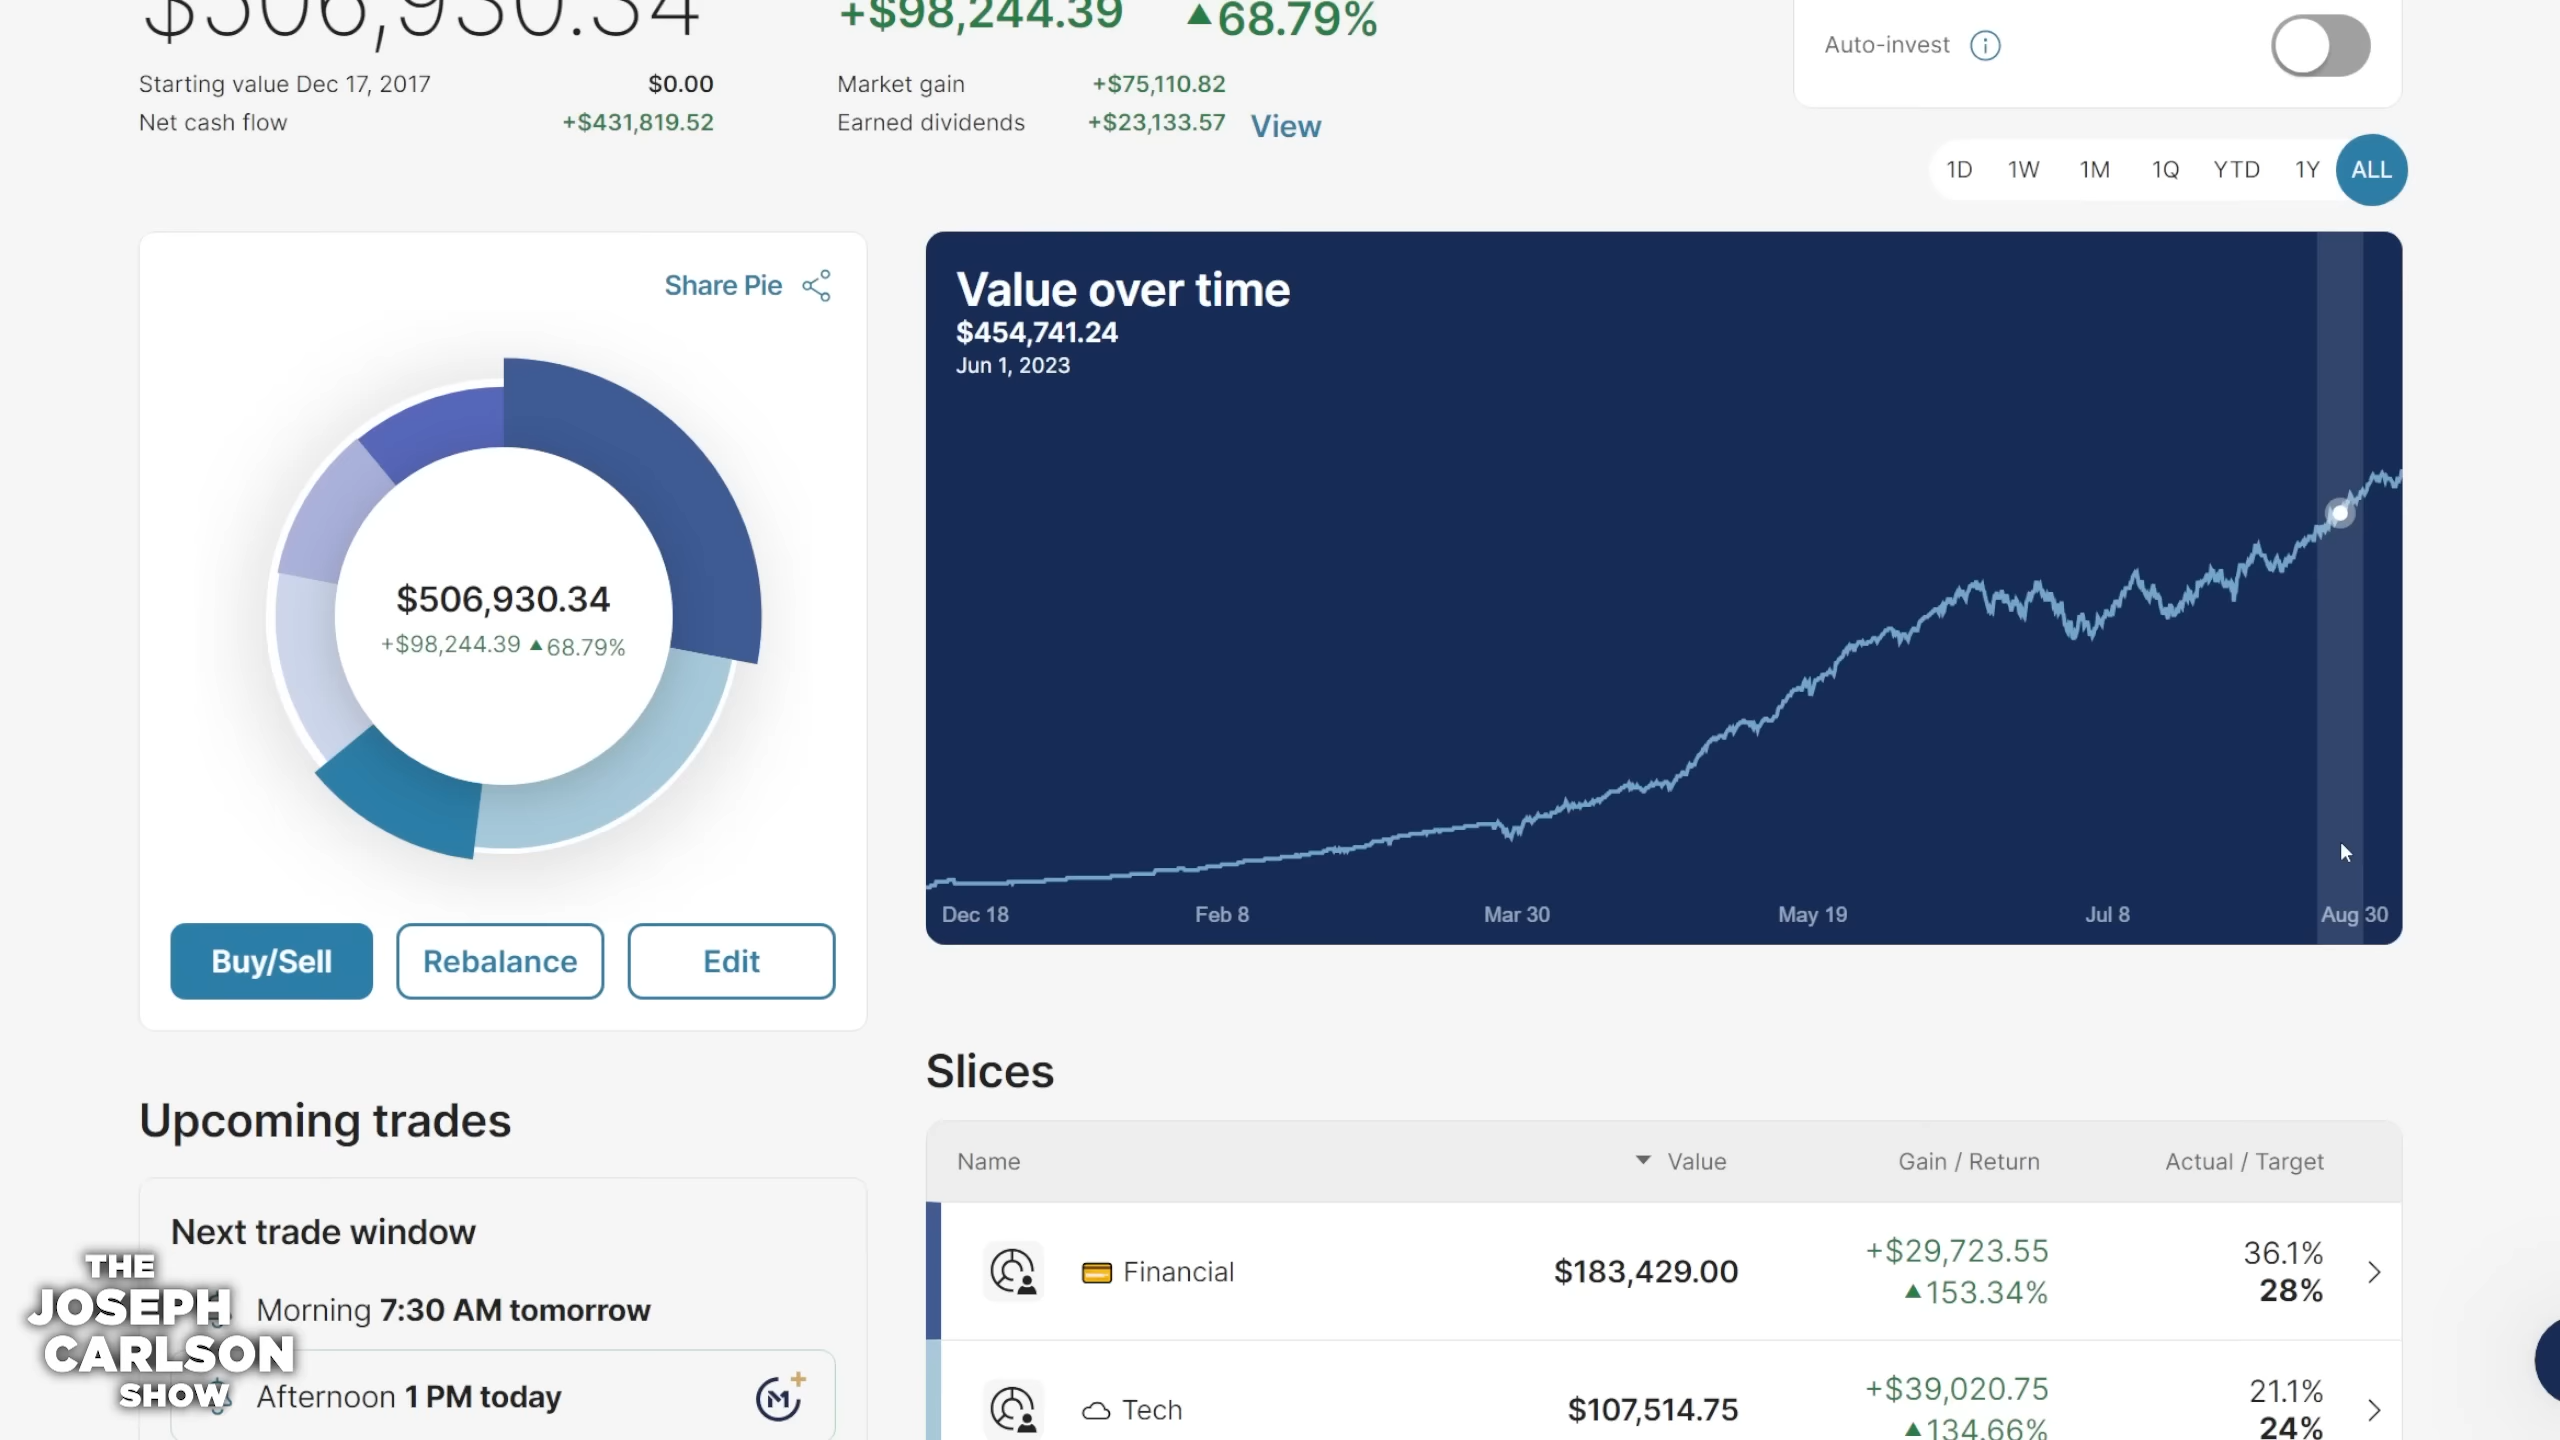 $506,930.34
+$98,244.39 ▲68.79%
Auto-invest
Starting value Dec 17, 2017 $0.00
Market gain +$75,110.82
Net cash flow +$431,819.52
Earned dividends +$23,133.57 View
1D 1W 1M 1Q YTD 1Y ALL
Share Pie
$506,930.34
+$98,244.39 ▲68.79%
Buy/Sell Rebalance Edit
Value over time
$454,741.24
Jun 1, 2023
Dec 18 Feb 8 Mar 30 May 19 Jul 8 Aug 30
Upcoming trades
Next trade window
Morning 7:30 AM tomorrow
Afternoon 1 PM today
M+
Slices
Name Value Gain / Return Actual / Target
Financial $183,429.00 +$29,723.55 36.1%
▲153.34% 28%
Tech $107,514.75 +$39,020.75 21.1%
▲134.66% 24%
THE
JOSEPH
CARLSON
SHOW